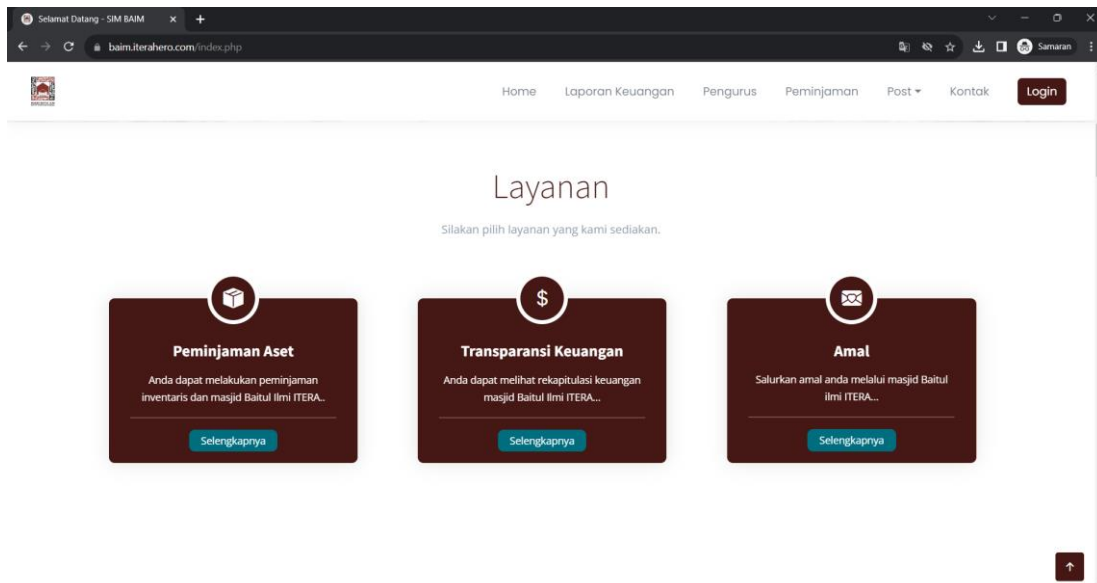 Selamat Datang - SIM BAIM
baim.iterahero.com/index.php
Samaran
Home Laporan Keuangan Pengurus Peminjaman Post Kontak Login
Layanan
Silakan pilih layanan yang kami sediakan.
Peminjaman Aset
Anda dapat melakukan peminjaman
inventaris dan masjid Baitul Ilmi ITERA..
Selengkapnya
$
Transparansi Keuangan
Anda dapat melihat rekapitulasi keuangan
masjid Baitul Ilmi ITERA...
Selengkapnya
Amal
Salurkan amal anda melalui masjid Baitul
ilmi ITERA...
Selengkapnya